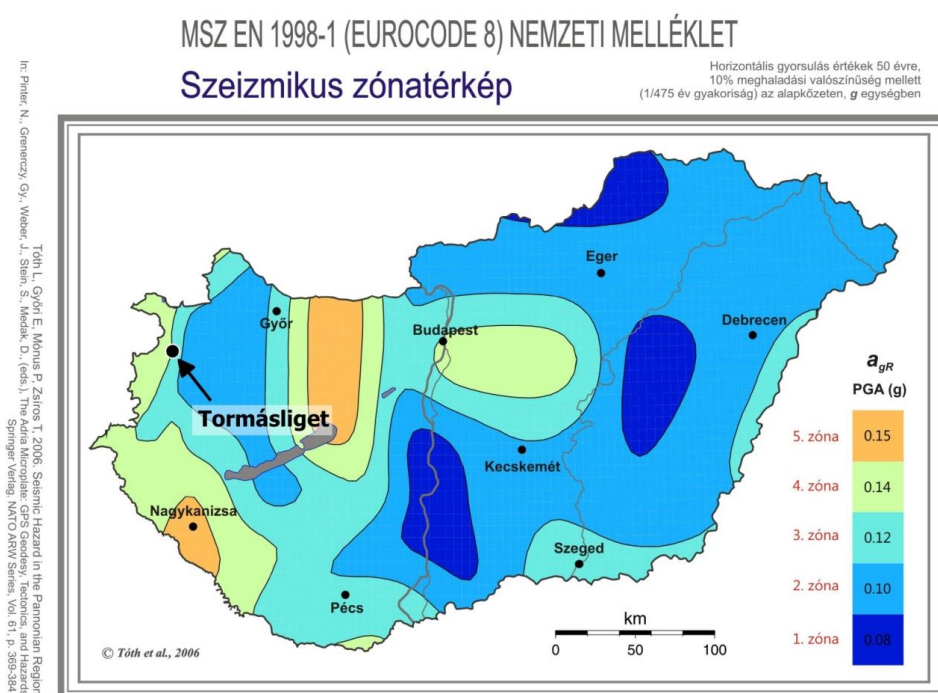 MSZ EN 1998-1 (EUROCODE 8) NEMZETI MELLÉKLET
Szeizmikus zónatérkép
Horizontális gyorsulás értékek 50 évre,
10% meghaladási valószínűség mellett
(1/475 év gyakoriság) az alapkőzeten, g egységben
Tóth L, Győri E, Mónus P, Zsíros T, 2006. Seismic Hazard in the Pannonian Region,
In: Pinter, N., Grenerczy, Gy., Weber, J., Stein, S., Medak, D., (eds.), The Adria Microplate: GPS Geodesy, Tectonics, and Hazards
Springer Verlag, NATO ARW Series, Vol. 61, p. 369-384
Eger
Győr
Budapest
Debrecen
Tormásliget
Kecskemét
Nagykanizsa
Szeged
Pécs
agR
PGA (g)
5. zóna 0.15
4. zóna 0.14
3. zóna 0.12
2. zóna 0.10
1. zóna 0.08
km
0 50 100
© Tóth et al., 2006